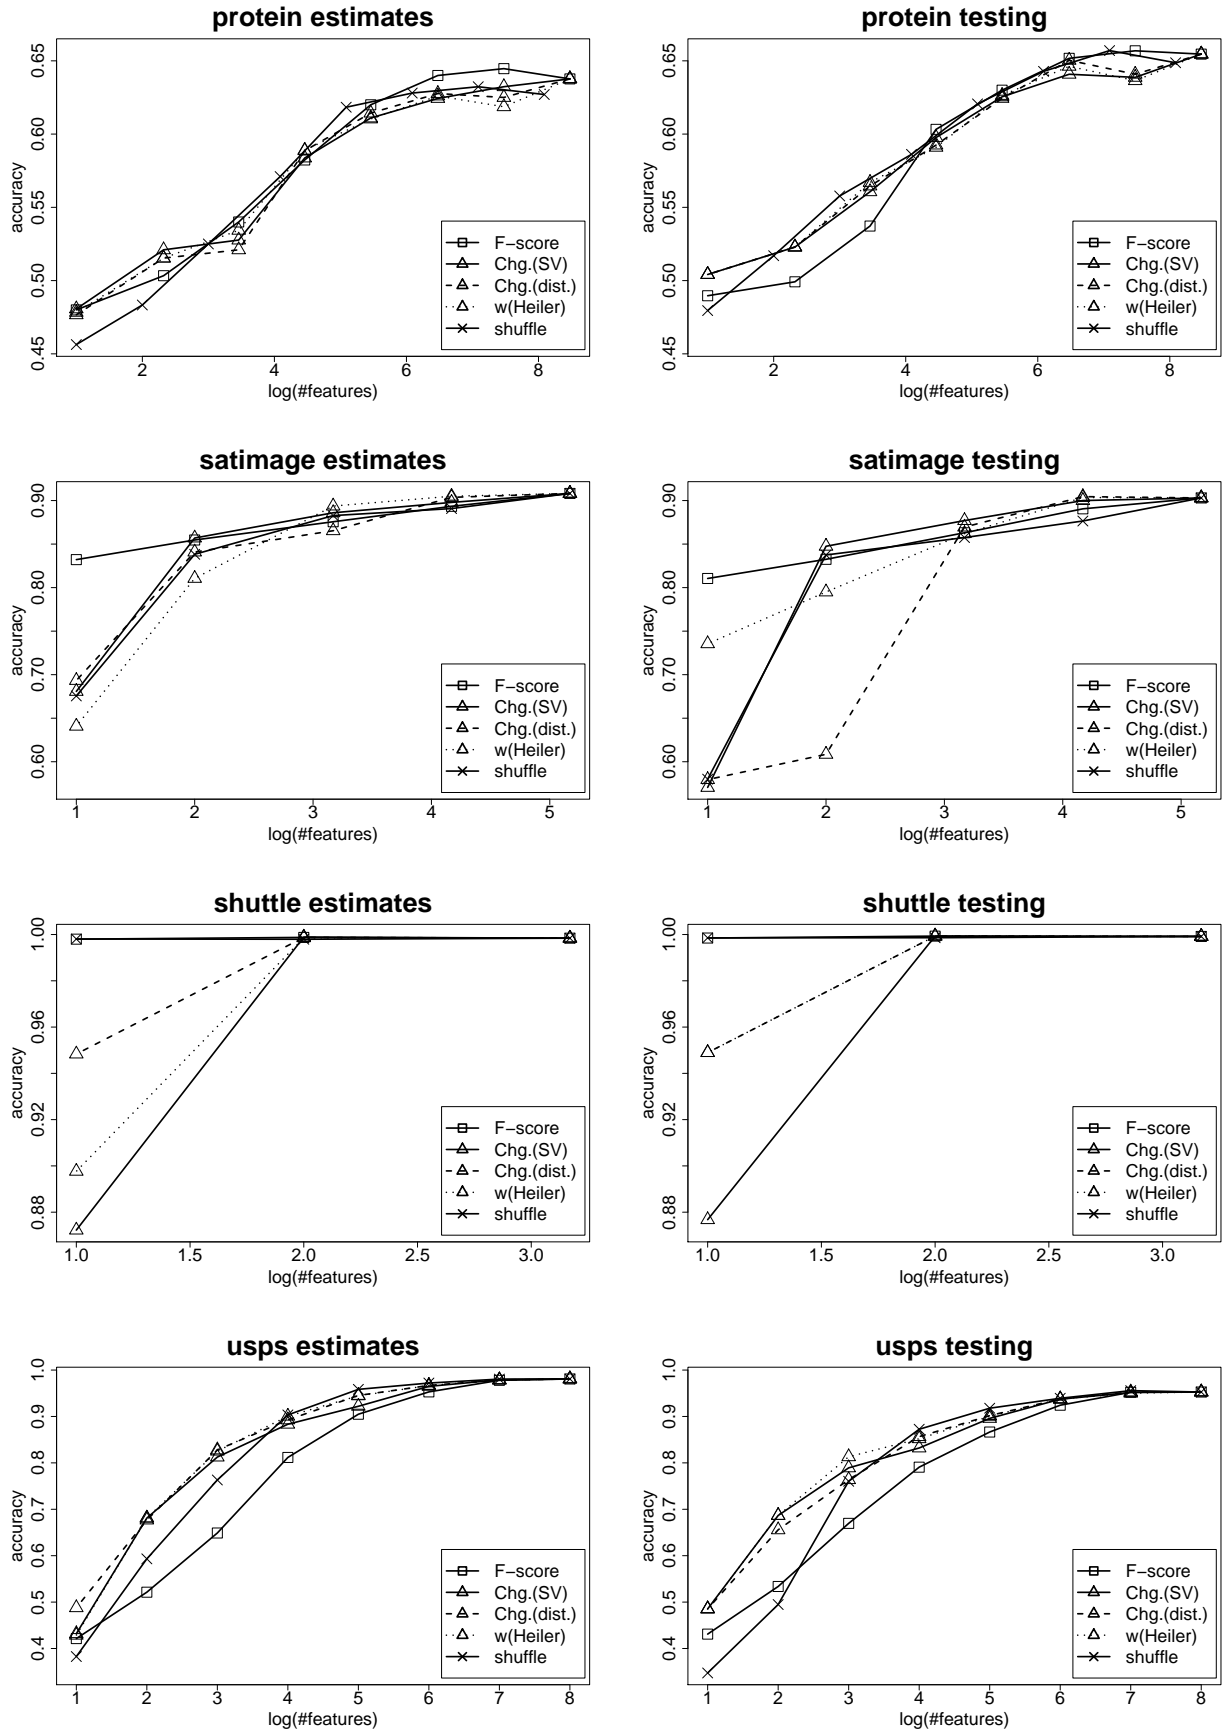 protein estimates
accuracy
0.45 0.50 0.55 0.60 0.65
F−score
Chg.(SV)
Chg.(dist.)
w(Heiler)
shuffle
2 4 6 8
log(#features)
protein testing
accuracy
0.45 0.50 0.55 0.60 0.65
F−score
Chg.(SV)
Chg.(dist.)
w(Heiler)
shuffle
2 4 6 8
log(#features)
satimage estimates
accuracy
0.60 0.70 0.80 0.90
F−score
Chg.(SV)
Chg.(dist.)
w(Heiler)
shuffle
1 2 3 4 5
log(#features)
satimage testing
accuracy
0.60 0.70 0.80 0.90
F−score
Chg.(SV)
Chg.(dist.)
w(Heiler)
shuffle
1 2 3 4 5
log(#features)
shuttle estimates
accuracy
0.88 0.92 0.96 1.00
F−score
Chg.(SV)
Chg.(dist.)
w(Heiler)
shuffle
1.0 1.5 2.0 2.5 3.0
log(#features)
shuttle testing
accuracy
0.88 0.92 0.96 1.00
F−score
Chg.(SV)
Chg.(dist.)
w(Heiler)
shuffle
1.0 1.5 2.0 2.5 3.0
log(#features)
usps estimates
accuracy
0.4 0.5 0.6 0.7 0.8 0.9 1.0
F−score
Chg.(SV)
Chg.(dist.)
w(Heiler)
shuffle
1 2 3 4 5 6 7 8
log(#features)
usps testing
accuracy
0.4 0.5 0.6 0.7 0.8 0.9 1.0
F−score
Chg.(SV)
Chg.(dist.)
w(Heiler)
shuffle
1 2 3 4 5 6 7 8
log(#features)